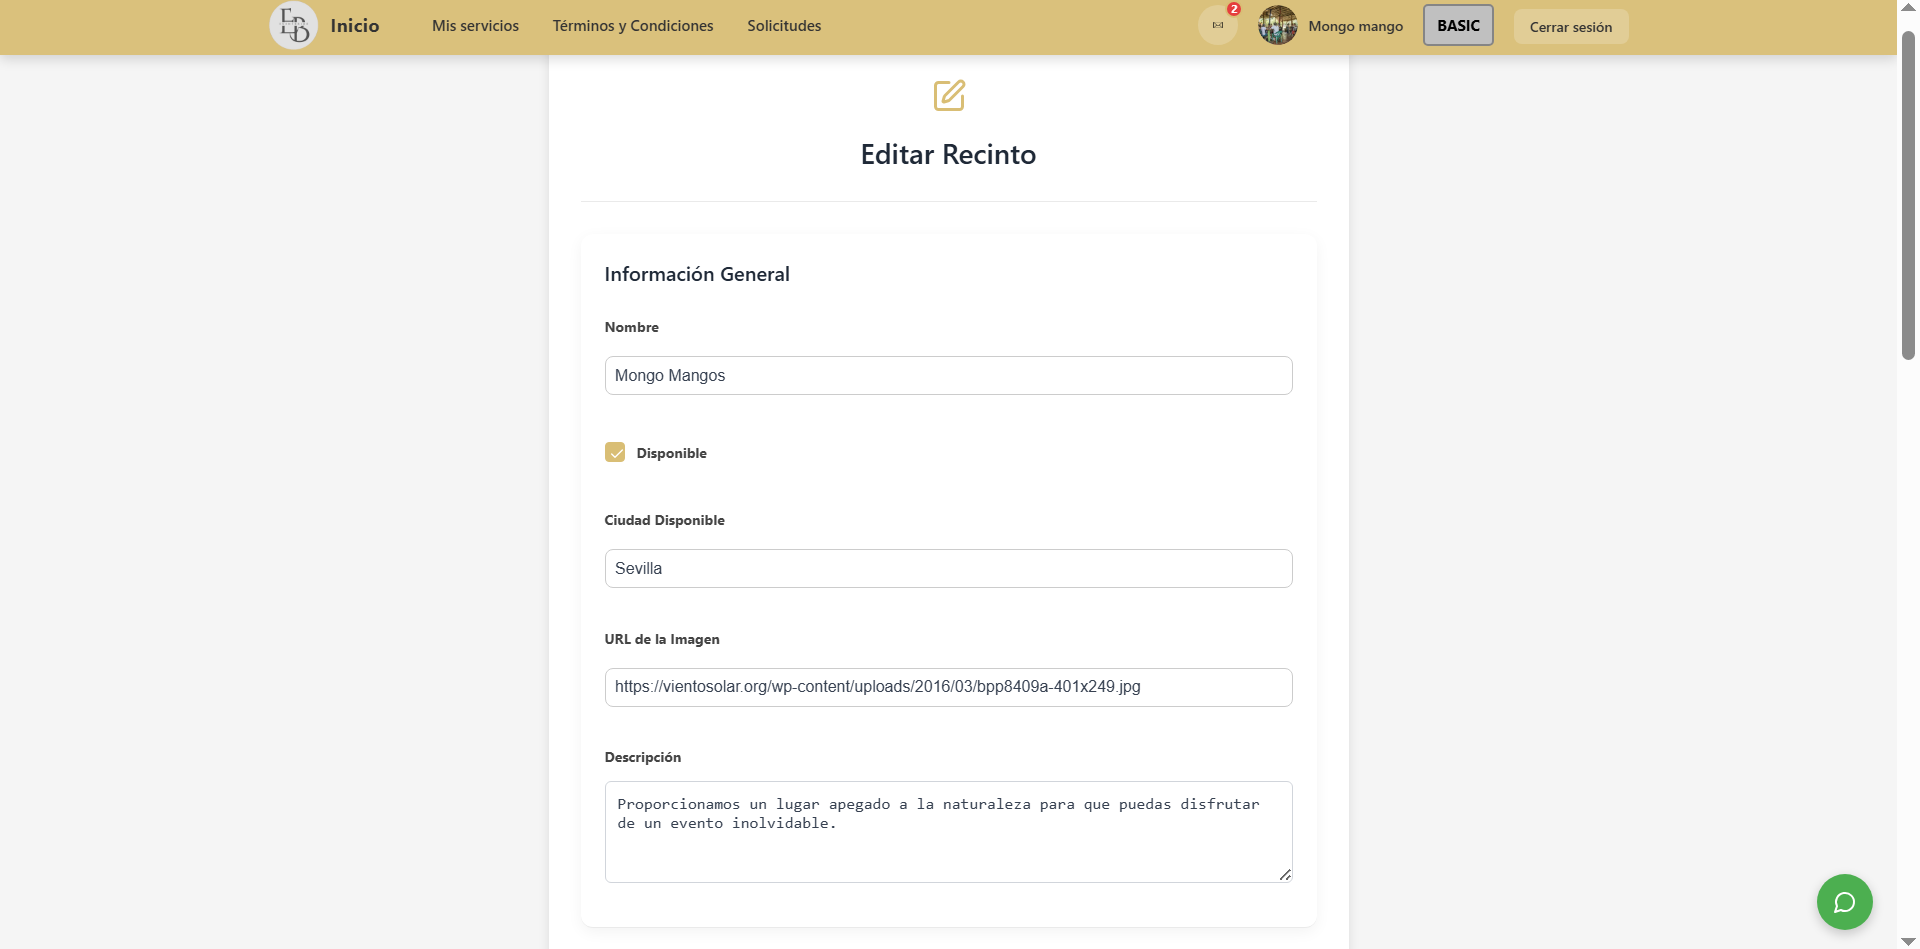 ED
Inicio
Mis servicios
Términos y Condiciones
Solicitudes
2
Mongo mango
BASIC
Cerrar sesión
Editar Recinto
Información General
Nombre
Mongo Mangos
Disponible
Ciudad Disponible
Sevilla
URL de la Imagen
https://vientosolar.org/wp-content/uploads/2016/03/bpp8409a-401x249.jpg
Descripción
Proporcionamos un lugar apegado a la naturaleza para que puedas disfrutar
de un evento inolvidable.